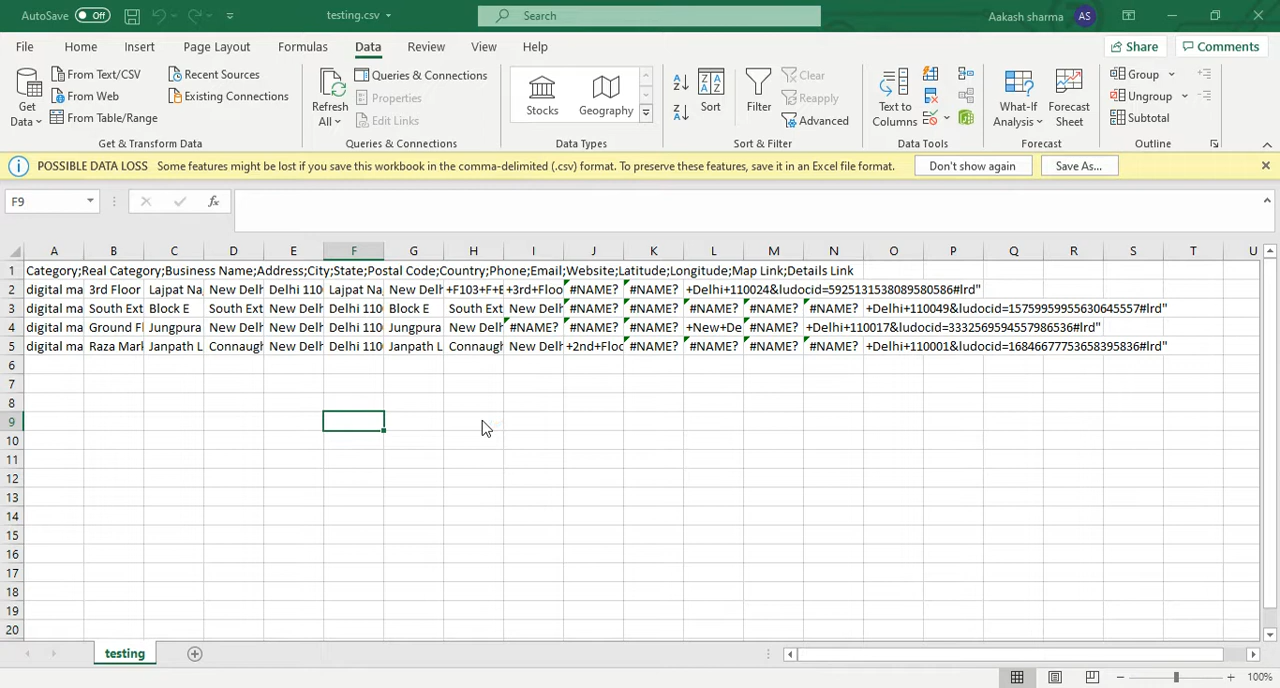 AutoSave Off testing.csv Search Aakash sharma AS
File Home Insert Page Layout Formulas Data Review View Help Share Comments
Get Data From Text/CSV From Web From Table/Range Recent Sources Existing Connections
Refresh All Queries & Connections Properties Edit Links
Stocks Geography
Sort Filter Clear Reapply Advanced
Text to Columns
What-If Analysis Forecast Sheet
Group Ungroup Subtotal
Get & Transform Data Queries & Connections Data Types Sort & Filter Data Tools Forecast Outline
POSSIBLE DATA LOSS Some features might be lost if you save this workbook in the comma-delimited (.csv) format. To preserve these features, save it in an Excel file format. Don't show again Save As...
F9 fx
A B C D E F G H I J K L M N O P Q R S T U
1 Category;Real Category;Business Name;Address;City;State;Postal Code;Country;Phone;Email;Website;Latitude;Longitude;Map Link;Details Link
2 digital ma 3rd Floor Lajpat Na New Delh Delhi 110 Lajpat Na New Delh +F103+F+B +3rd+Floo #NAME? #NAME? +Delhi+110024&ludocid=5925131538089580586#lrd"
3 digital ma South Ext Block E South Ext New Delh Delhi 110 Block E South Ext New Delh #NAME? #NAME? #NAME? #NAME? #NAME? +Delhi+110049&ludocid=15759959955630645557#lrd"
4 digital ma Ground Fl Jungpura New Delh New Delh Delhi 110 Jungpura New Delh #NAME? #NAME? #NAME? +New+De #NAME? +Delhi+110017&ludocid=3332569594557986536#lrd"
5 digital ma Raza Mark Janpath L Connaugh New Delh Delhi 110 Janpath L Connaugh New Delh +2nd+Floo #NAME? #NAME? #NAME? #NAME? +Delhi+110001&ludocid=16846677753658395836#lrd"
6
7
8
9
10
11
12
13
14
15
16
17
18
19
20
testing
100%